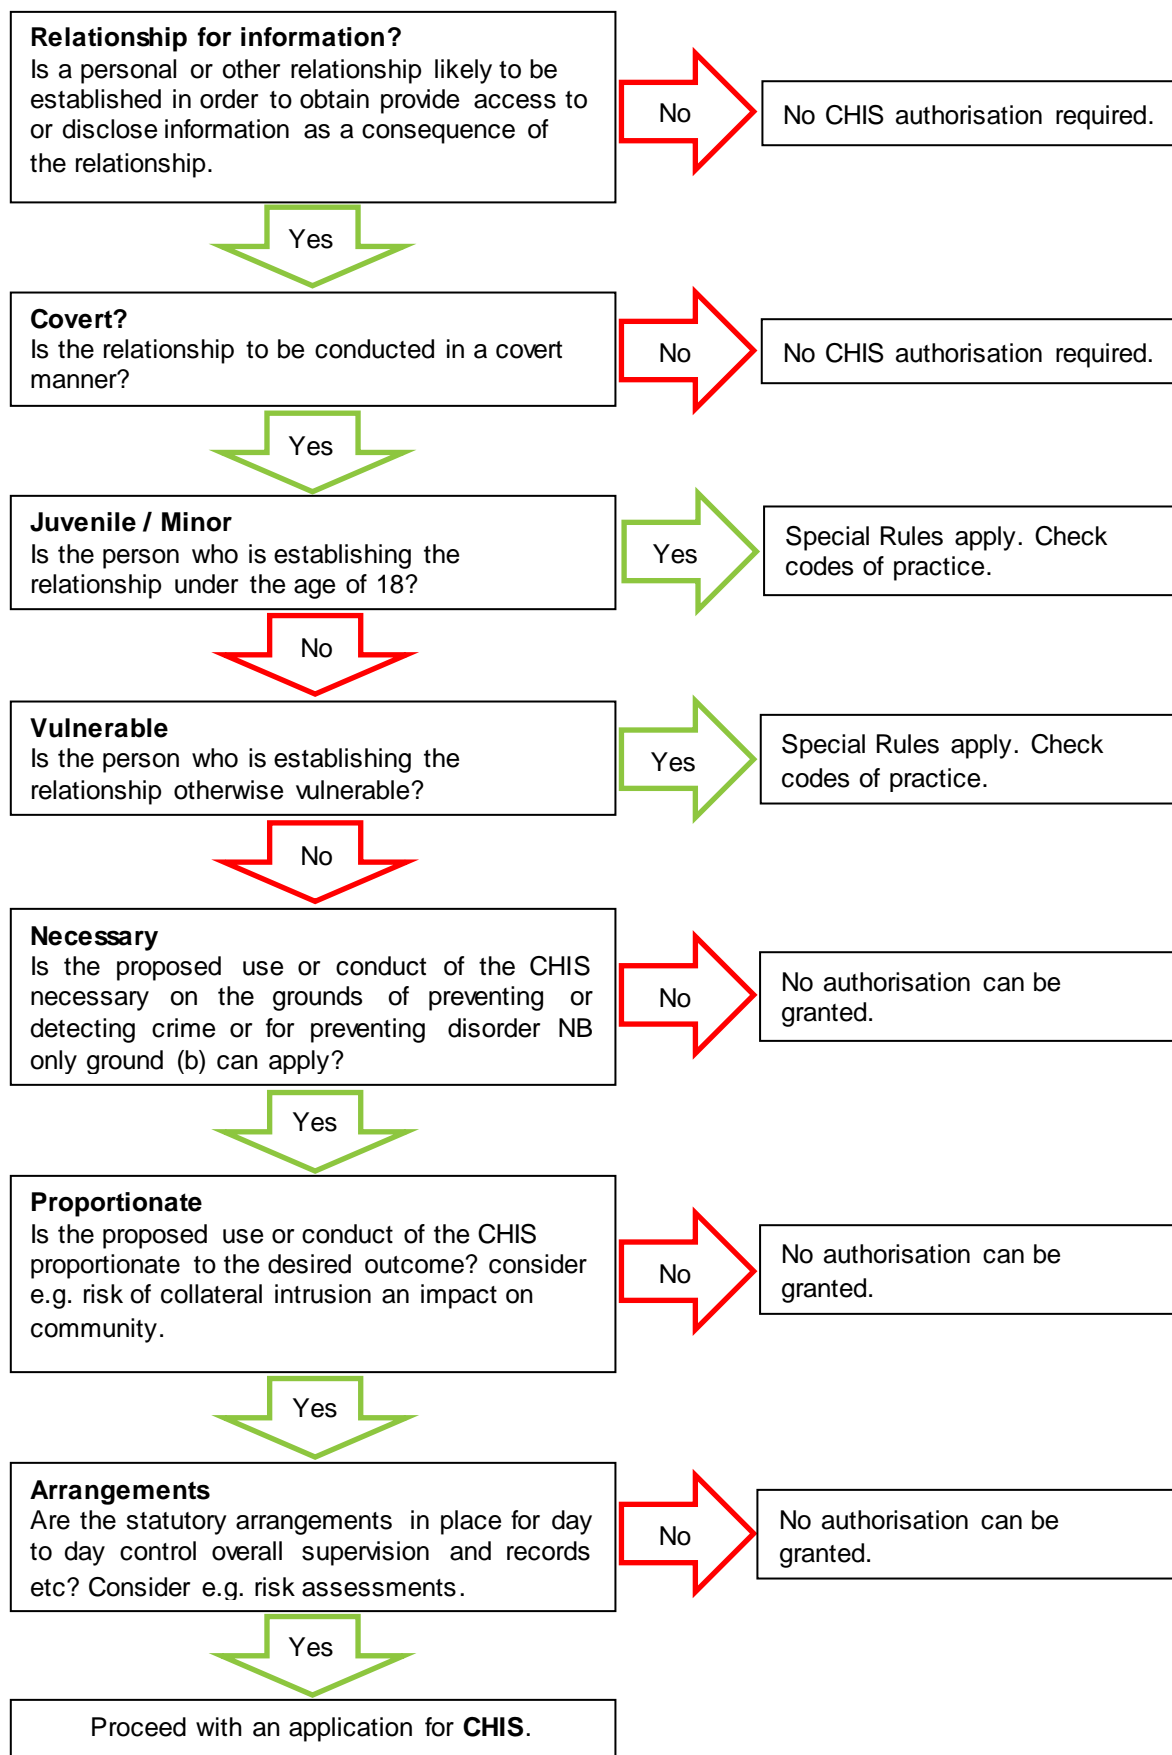 Relationship for information?
Is a personal or other relationship likely to be
established in order to obtain provide access to
or disclose information as a consequence of
the relationship.
No
No CHIS authorisation required.
Yes
Covert?
Is the relationship to be conducted in a covert
manner?
No
No CHIS authorisation required.
Yes
Juvenile / Minor
Is the person who is establishing the
relationship under the age of 18?
Yes
Special Rules apply. Check
codes of practice.
No
Vulnerable
Is the person who is establishing the
relationship otherwise vulnerable?
Yes
Special Rules apply. Check
codes of practice.
No
Necessary
Is the proposed use or conduct of the CHIS
necessary on the grounds of preventing or
detecting crime or for preventing disorder NB
only ground (b) can apply?
No
No authorisation can be
granted.
Yes
Proportionate
Is the proposed use or conduct of the CHIS
proportionate to the desired outcome? consider
e.g. risk of collateral intrusion an impact on
community.
No
No authorisation can be
granted.
Yes
Arrangements
Are the statutory arrangements in place for day
to day control overall supervision and records
etc? Consider e.g. risk assessments.
No
No authorisation can be
granted.
Yes
Proceed with an application for CHIS.